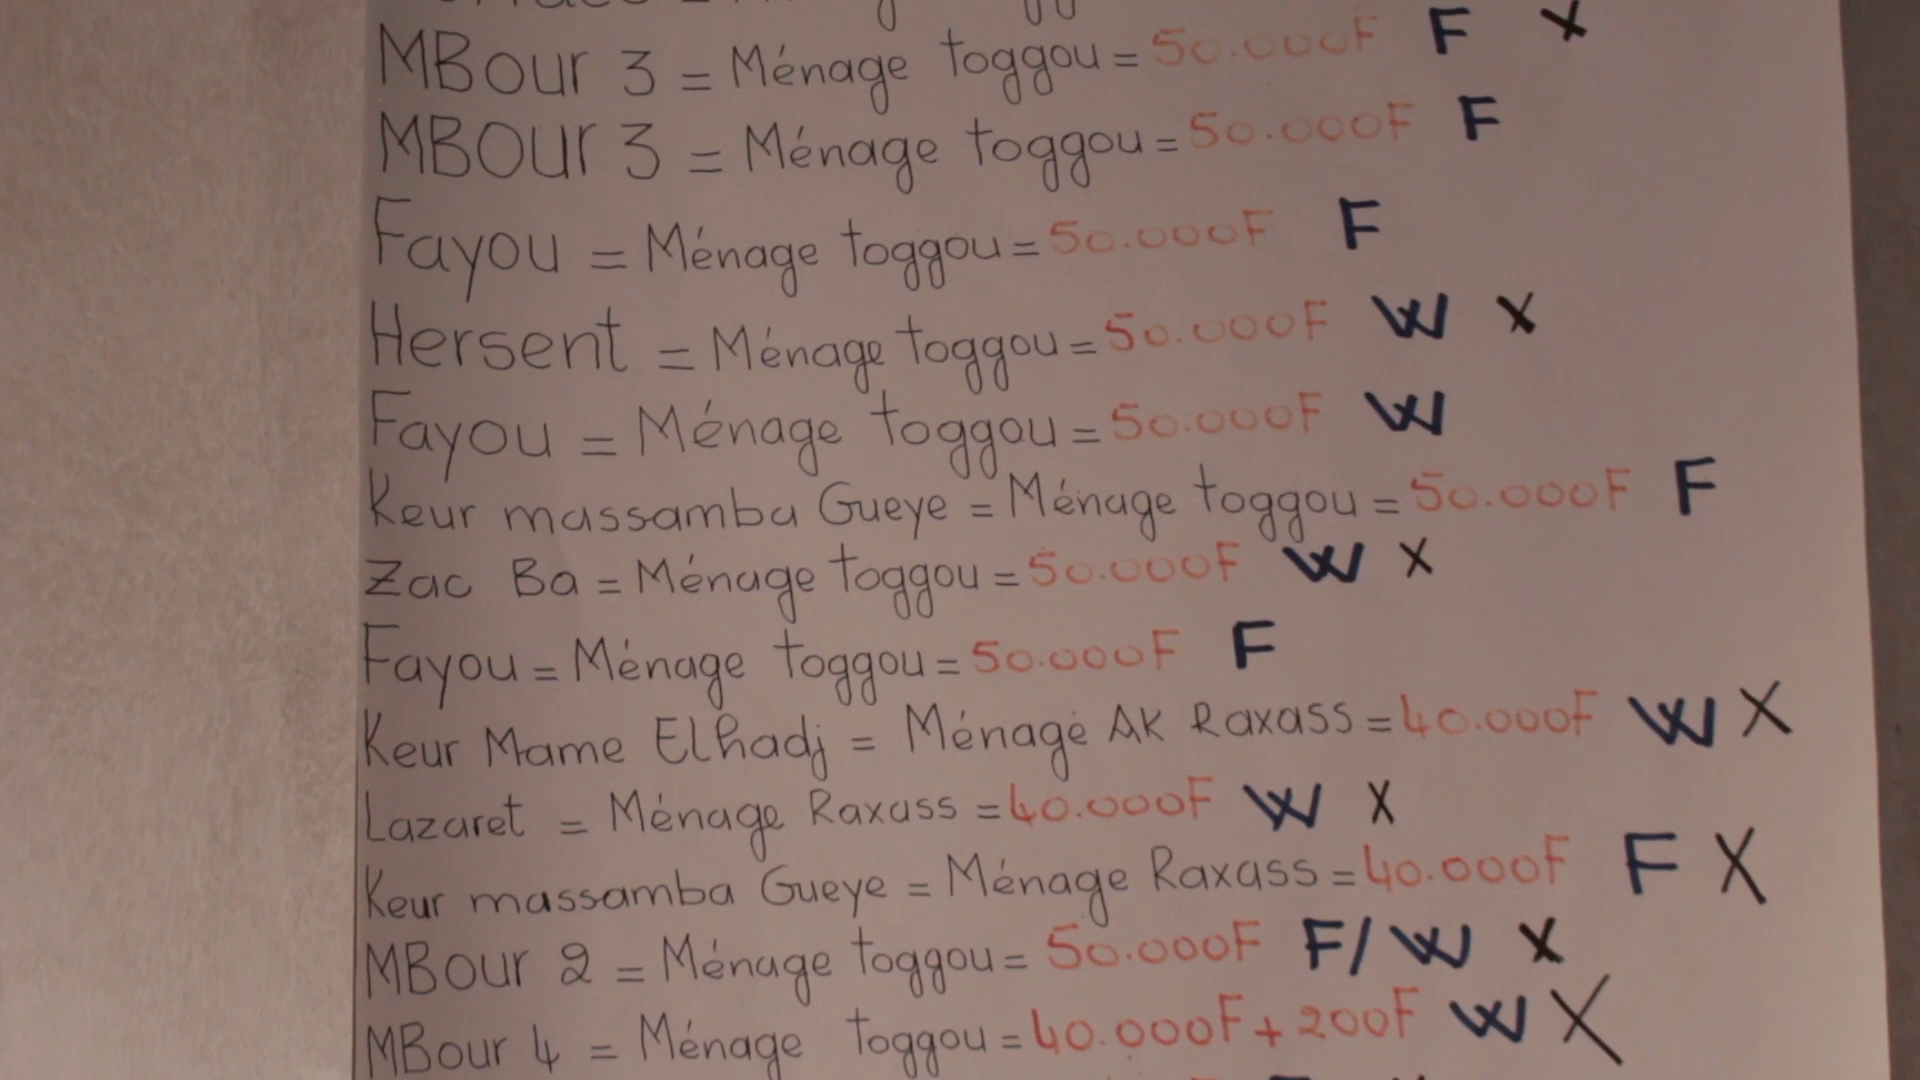 MBour 3 = Ménage toggou = 50.000F F X
MBour 3 = Ménage toggou = 50.000F F
Fayou = Ménage toggou = 50.000F F
Hersent = Ménage toggou = 50.000F W X
Fayou = Ménage toggou = 50.000F W
Keur massamba Gueye = Ménage toggou = 50.000F F
Zac Ba = Ménage toggou = 50.000F W X
Fayou = Ménage toggou = 50.000F F
Keur Mame Elhadj = Ménage AK Raxass = 40.000F W X
Lazaret = Ménage Raxass = 40.000F W X
Keur massamba Gueye = Ménage Raxass = 40.000F F X
MBour 2 = Ménage toggou = 50.000F F/W X
MBour 4 = Ménage toggou = 40.000F + 200F W X